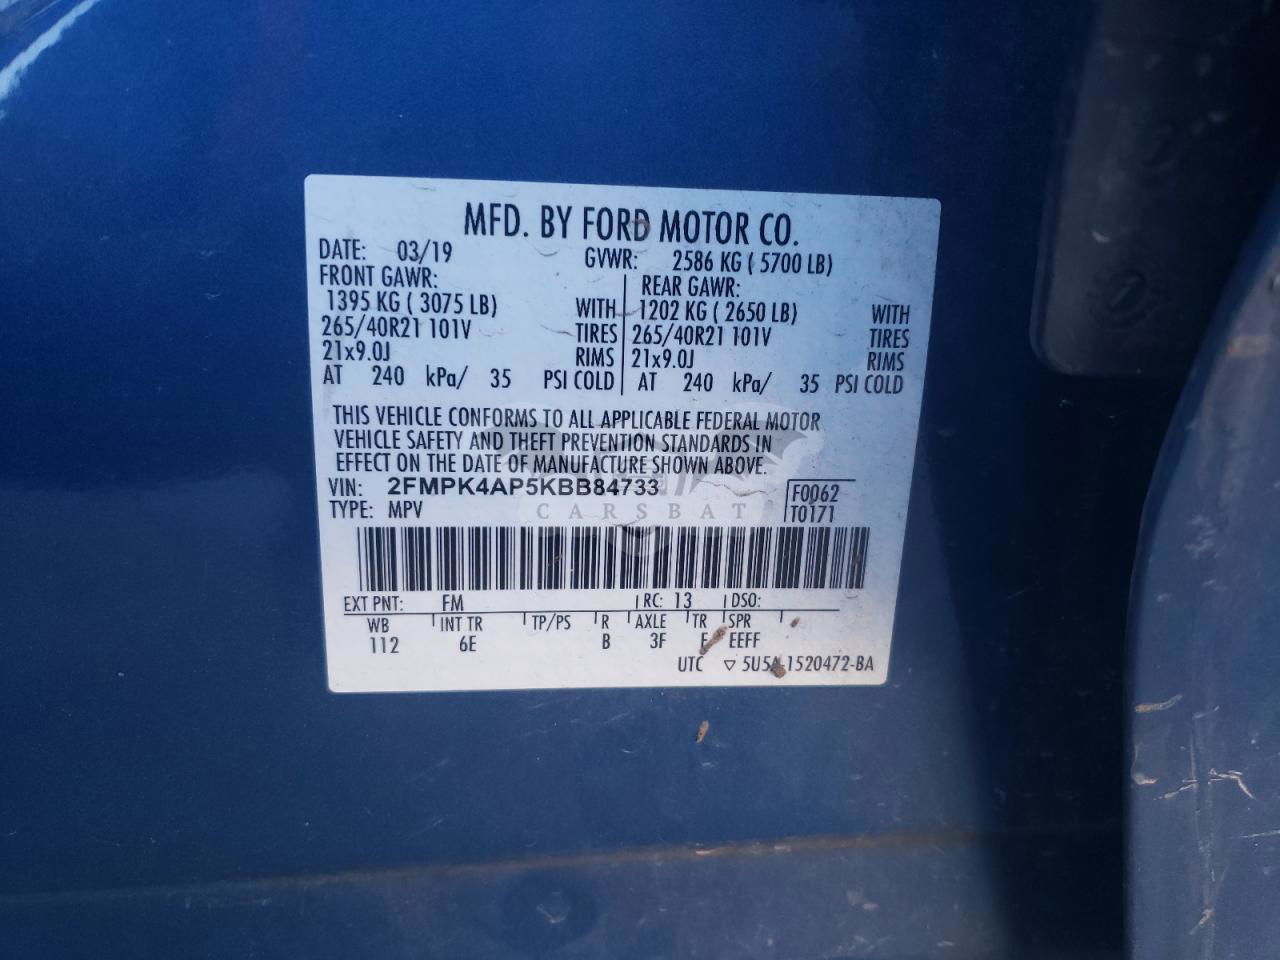 MFD. BY FORD MOTOR CO.
DATE: 03/19 GVWR: 2586 KG ( 5700 LB)
FRONT GAWR: REAR GAWR:
1395 KG ( 3075 LB) WITH 1202 KG ( 2650 LB) WITH
265/40R21 101V TIRES 265/40R21 101V TIRES
21x9.0J RIMS 21x9.0J RIMS
AT 240 kPa/ 35 PSI COLD AT 240 kPa/ 35 PSI COLD
THIS VEHICLE CONFORMS TO ALL APPLICABLE FEDERAL MOTOR
VEHICLE SAFETY AND THEFT PREVENTION STANDARDS IN
EFFECT ON THE DATE OF MANUFACTURE SHOWN ABOVE.
VIN: 2FMPK4AP5KBB84733 F0062
TYPE: MPV T0171
CARSBAT
EXT PNT: FM RC: 13 DSO:
WB INT TR TP/PS R AXLE TR SPR
112 6E B 3F E EEFF
UTC ▽ 5U5A-1520472-BA